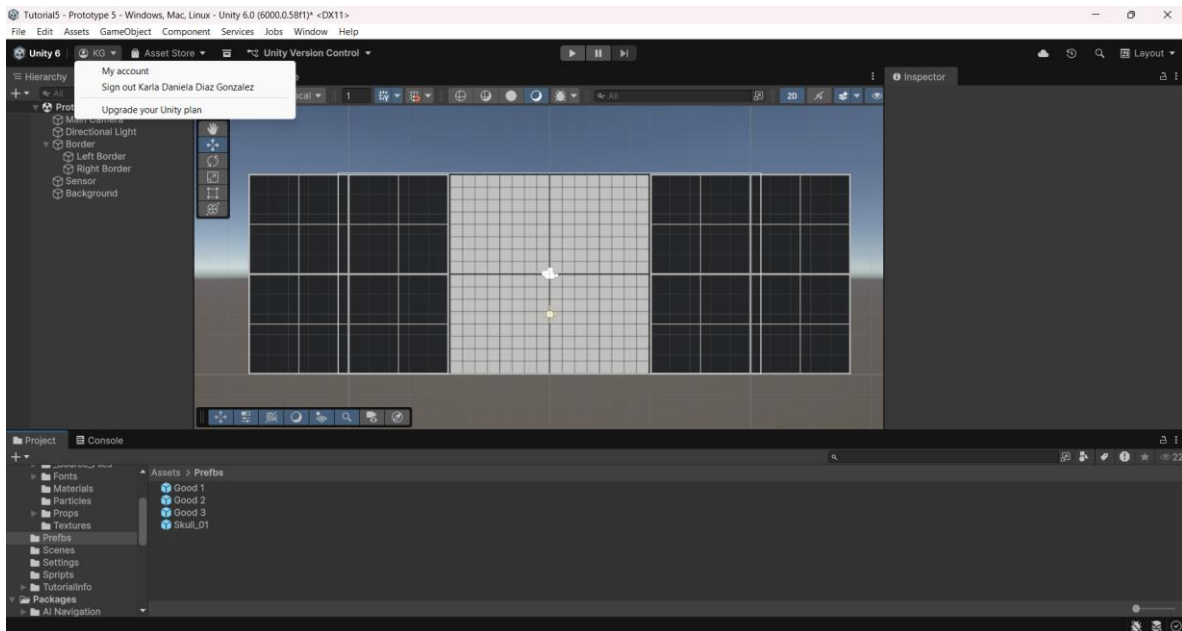 Tutorial5 - Prototype 5 - Windows, Mac, Linux - Unity 6.0 (6000.0.58f1)* <DX11>
File Edit Assets GameObject Component Services Jobs Window Help
Unity 6 KG Asset Store Unity Version Control Layout
My account
Sign out Karla Daniela Diaz Gonzalez
Upgrade your Unity plan
Hierarchy
Inspector
All
1
All
2D
Main Camera
Directional Light
Border
Left Border
Right Border
Sensor
Background
Project Console
22
Fonts
Materials
Particles
Props
Textures
Prefbs
Scenes
Settings
Spripts
TutorialInfo
Packages
AI Navigation
Assets > Prefbs
Good 1
Good 2
Good 3
Skull_01